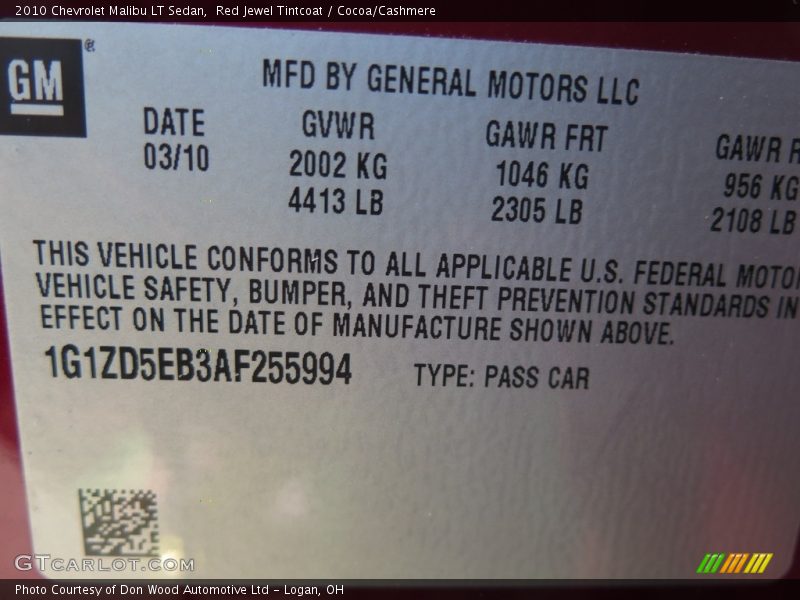 2010 Chevrolet Malibu LT Sedan, Red Jewel Tintcoat / Cocoa/Cashmere
GM®
MFD BY GENERAL MOTORS LLC
DATE GVWR GAWR FRT GAWR R
03/10 2002 KG 1046 KG 956 KG
4413 LB 2305 LB 2108 LB
THIS VEHICLE CONFORMS TO ALL APPLICABLE U.S. FEDERAL MOTO
VEHICLE SAFETY, BUMPER, AND THEFT PREVENTION STANDARDS IN
EFFECT ON THE DATE OF MANUFACTURE SHOWN ABOVE.
1G1ZD5EB3AF255994 TYPE: PASS CAR
GTCARLOT.COM
Photo Courtesy of Don Wood Automotive Ltd - Logan, OH